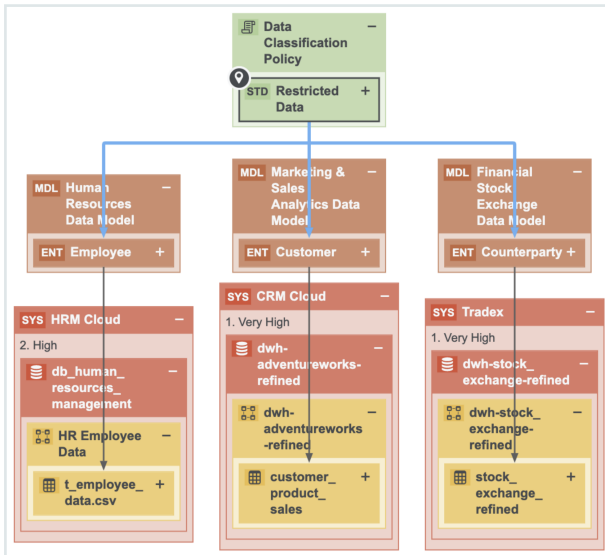 Data
Classification
Policy
−
STD Restricted
Data
+
MDL Human
Resources
Data Model
−
ENT Employee +
MDL Marketing &
Sales
Analytics Data
Model
−
ENT Customer +
MDL Financial
Stock
Exchange
Data Model
−
ENT Counterparty +
SYS HRM Cloud −
2. High
db_human_
resources_
management
−
HR Employee
Data
−
t_employee_
data.csv
+
SYS CRM Cloud −
1. Very High
dwh-
adventureworks-
refined
−
dwh-
adventureworks
-refined
−
customer_
product_
sales
+
SYS Tradex −
1. Very High
dwh-stock_
exchange-refined
−
dwh-stock_
exchange-
refined
−
stock_
exchange_
refined
+